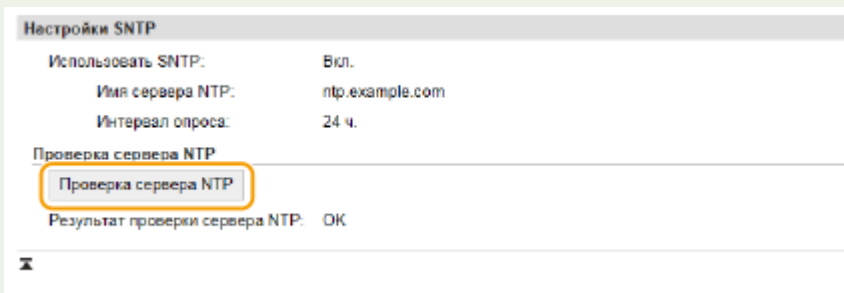 Настройки SNTP
Использовать SNTP: Вкл.
Имя сервера NTP: ntp.example.com
Интервал опроса: 24 ч.
Проверка сервера NTP
Проверка сервера NTP
Результат проверки сервера NTP: OK